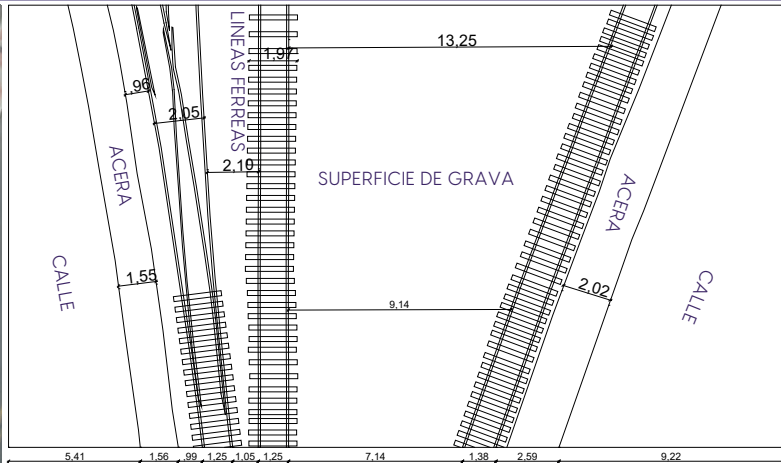 LINEAS FERREAS
13,25
1,97
,96
2,05
ACERA
2,10
SUPERFICIE DE GRAVA
ACERA
CALLE
1,55
2,02
CALLE
9,14
5,41 1,56 ,99 1,25 1,05 1,25 7,14 1,38 2,59 9,22